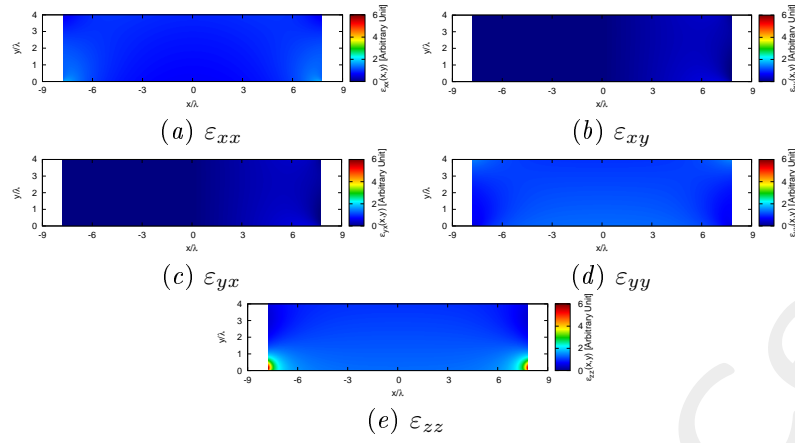 4 3 2 1 0
y/λ
-9 -6 -3 0 3 6 9
x/λ
6 4 2 0
ε_xx(x,y) [Arbitrary Unit]
4 3 2 1 0
y/λ
-9 -6 -3 0 3 6 9
x/λ
6 4 2 0
(x,y) [Arbitrary Unit]
(a) ε_xx
(b) ε_xy
4 3 2 1 0
y/λ
-9 -6 -3 0 3 6 9
x/λ
6 4 2 0
ε_yx(x,y) [Arbitrary Unit]
4 3 2 1 0
y/λ
-9 -6 -3 0 3 6 9
x/λ
6 4 2 0
(x,y) [Arbitrary Unit]
(c) ε_yx
(d) ε_yy
4 3 2 1 0
y/λ
-9 -6 -3 0 3 6 9
x/λ
6 4 2 0
ε_zz(x,y) [Arbitrary Unit]
(e) ε_zz